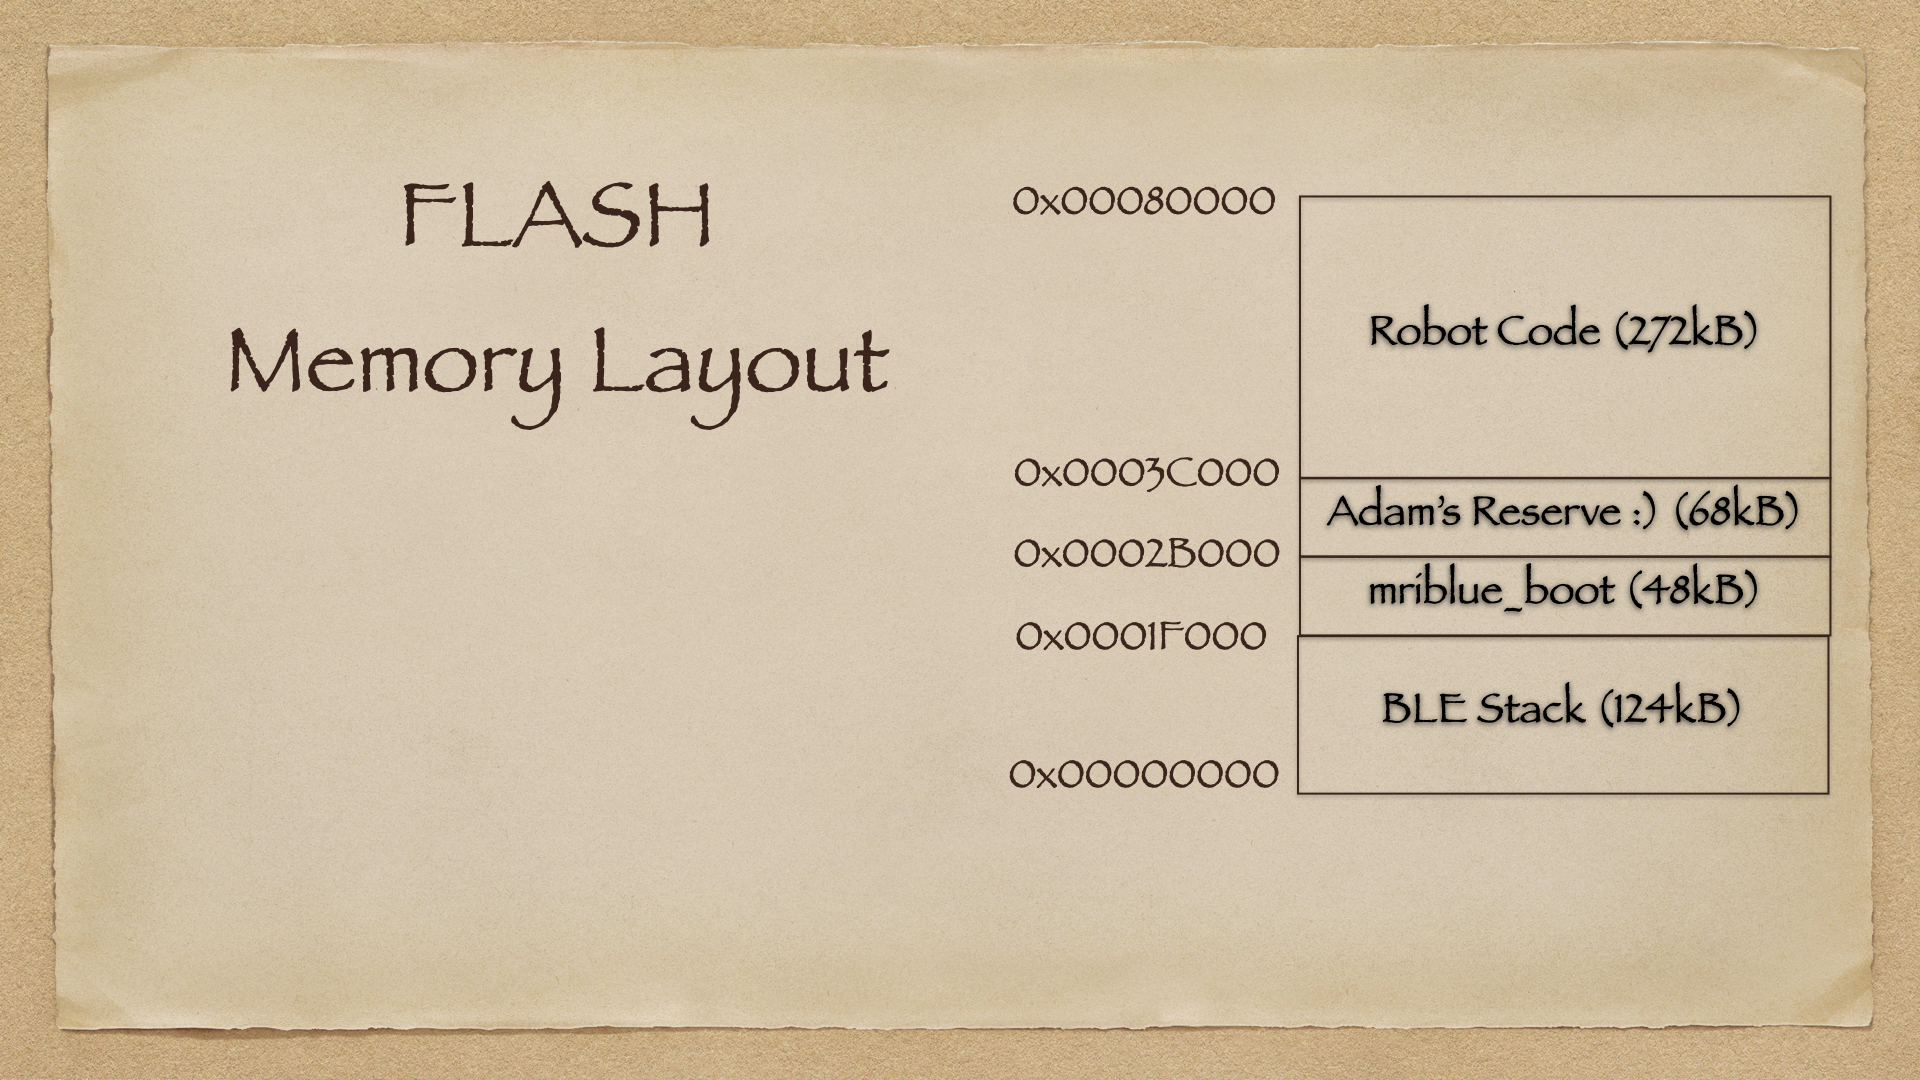 FLASH
Memory Layout
0x00080000
Robot Code (272kB)
0x0003C000
Adam's Reserve :) (68kB)
0x0002B000
mriblue_boot (48kB)
0x0001F000
BLE Stack (124kB)
0x00000000